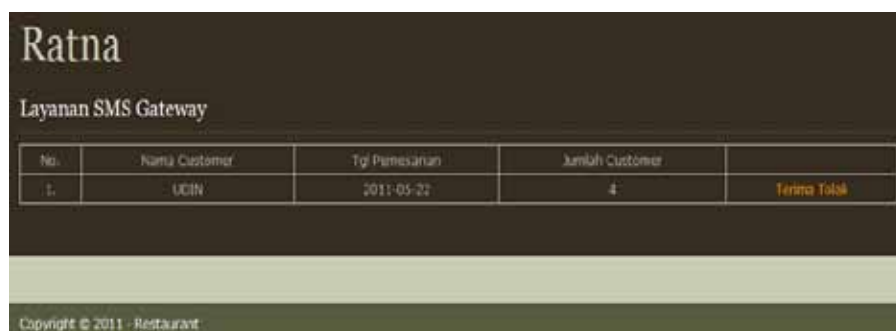 Ratna
Layanan SMS Gateway
No. Nama Customer Tgl Pemesanan Jumlah Customer
1. UDIN 2011-05-22 4 Terima Tolak
Copyright © 2011 - Restaurant